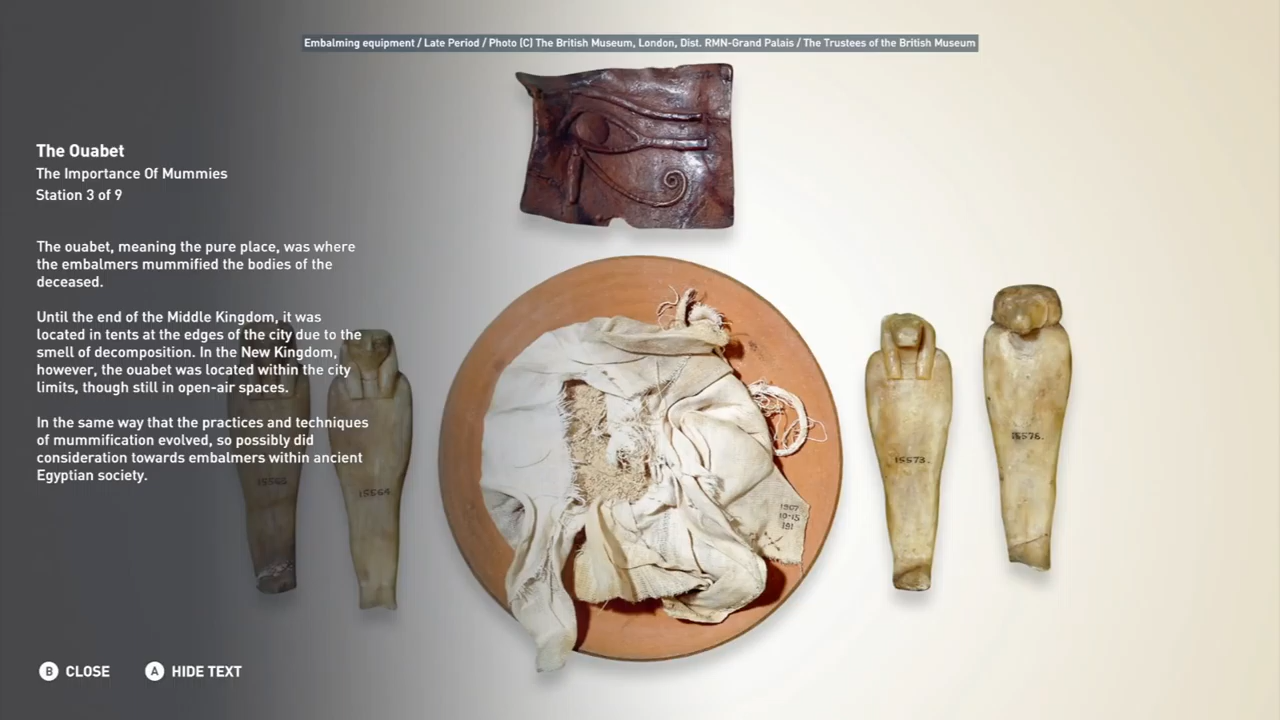 Embalming equipment / Late Period / Photo (C) The British Museum, London, Dist. RMN-Grand Palais / The Trustees of the British Museum
The Ouabet
The Importance Of Mummies
Station 3 of 9
The ouabet, meaning the pure place, was where
the embalmers mummified the bodies of the
deceased.
Until the end of the Middle Kingdom, it was
located in tents at the edges of the city due to the
smell of decomposition. In the New Kingdom,
however, the ouabet was located within the city
limits, though still in open-air spaces.
In the same way that the practices and techniques
of mummification evolved, so possibly did
consideration towards embalmers within ancient
Egyptian society.
15564.
1907
10-15
191
15573.
15576.
B CLOSE
A HIDE TEXT